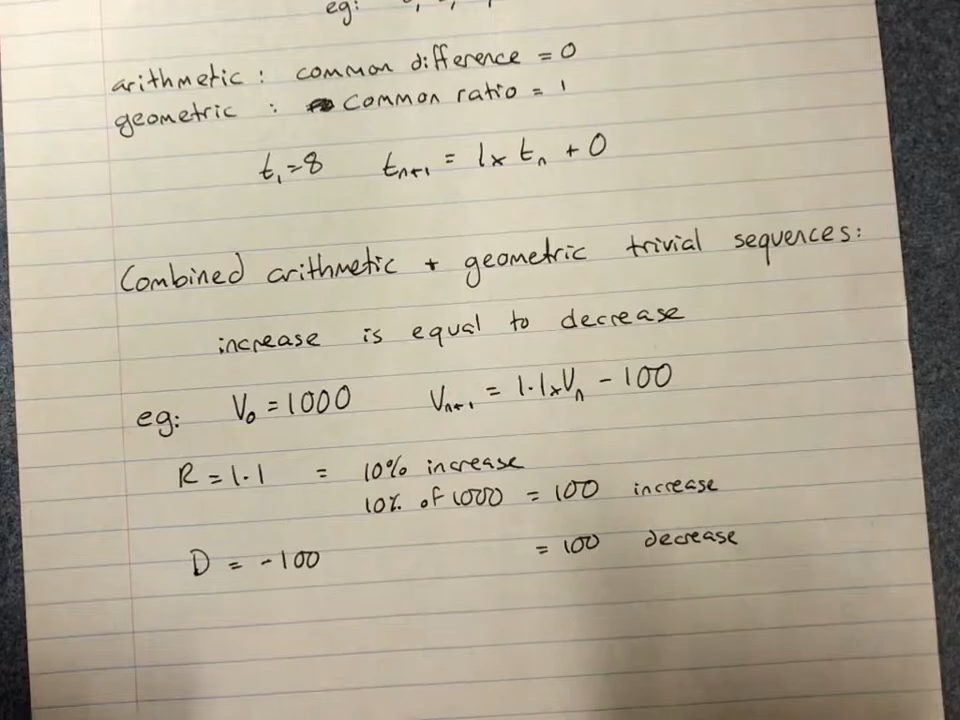 eg:
arithmetic : common difference = 0
geometric : common ratio = 1
t₁=8 tₙ₊₁ = 1× tₙ + 0
Combined arithmetic + geometric trivial sequences:
increase is equal to decrease
eg: V₀ = 1000 Vₙ₊₁ = 1.1×Vₙ - 100
R = 1.1 = 10% increase
10% of 1000 = 100 increase
D = -100 = 100 decrease